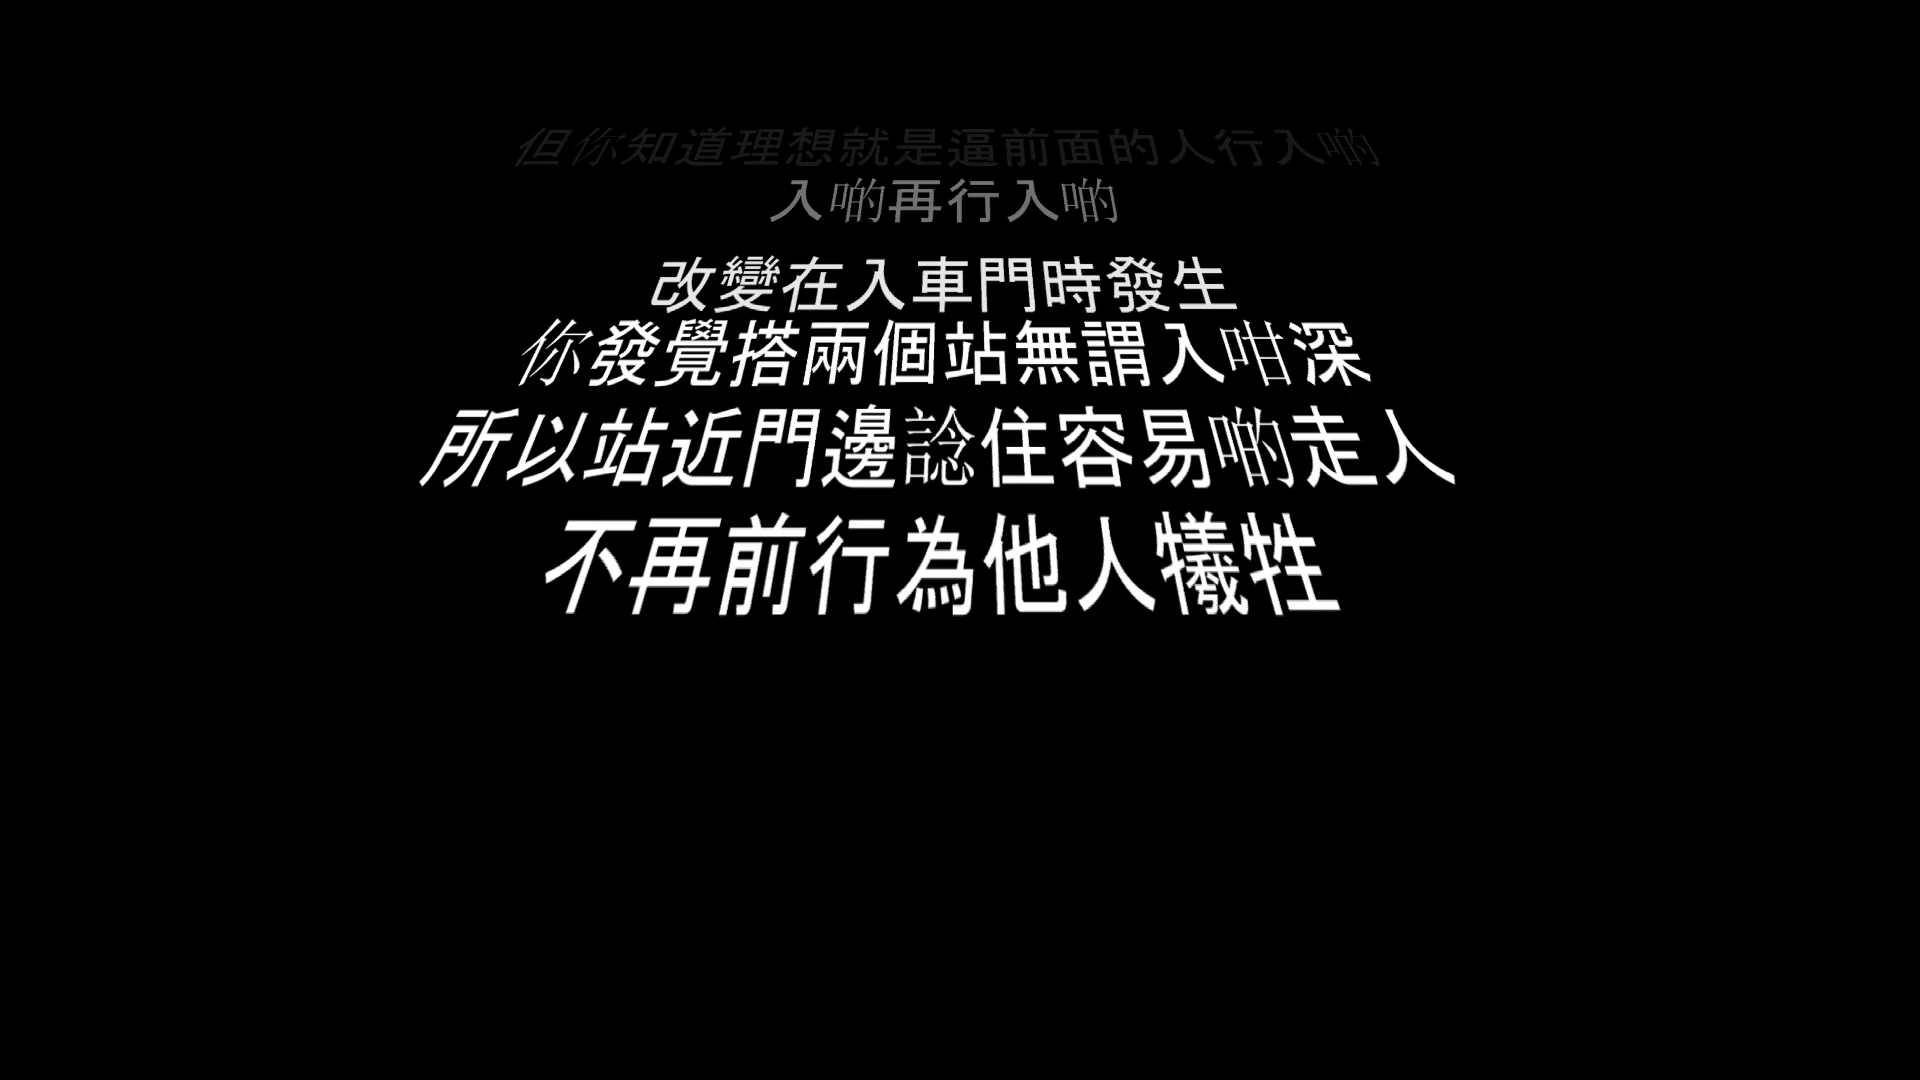 但你知道理想就是逼前面的人行入啲
入啲再行入啲
改變在入車門時發生
你發覺搭兩個站無謂入咁深
所以站近門邊諗住容易啲走人
不再前行為他人犧牲